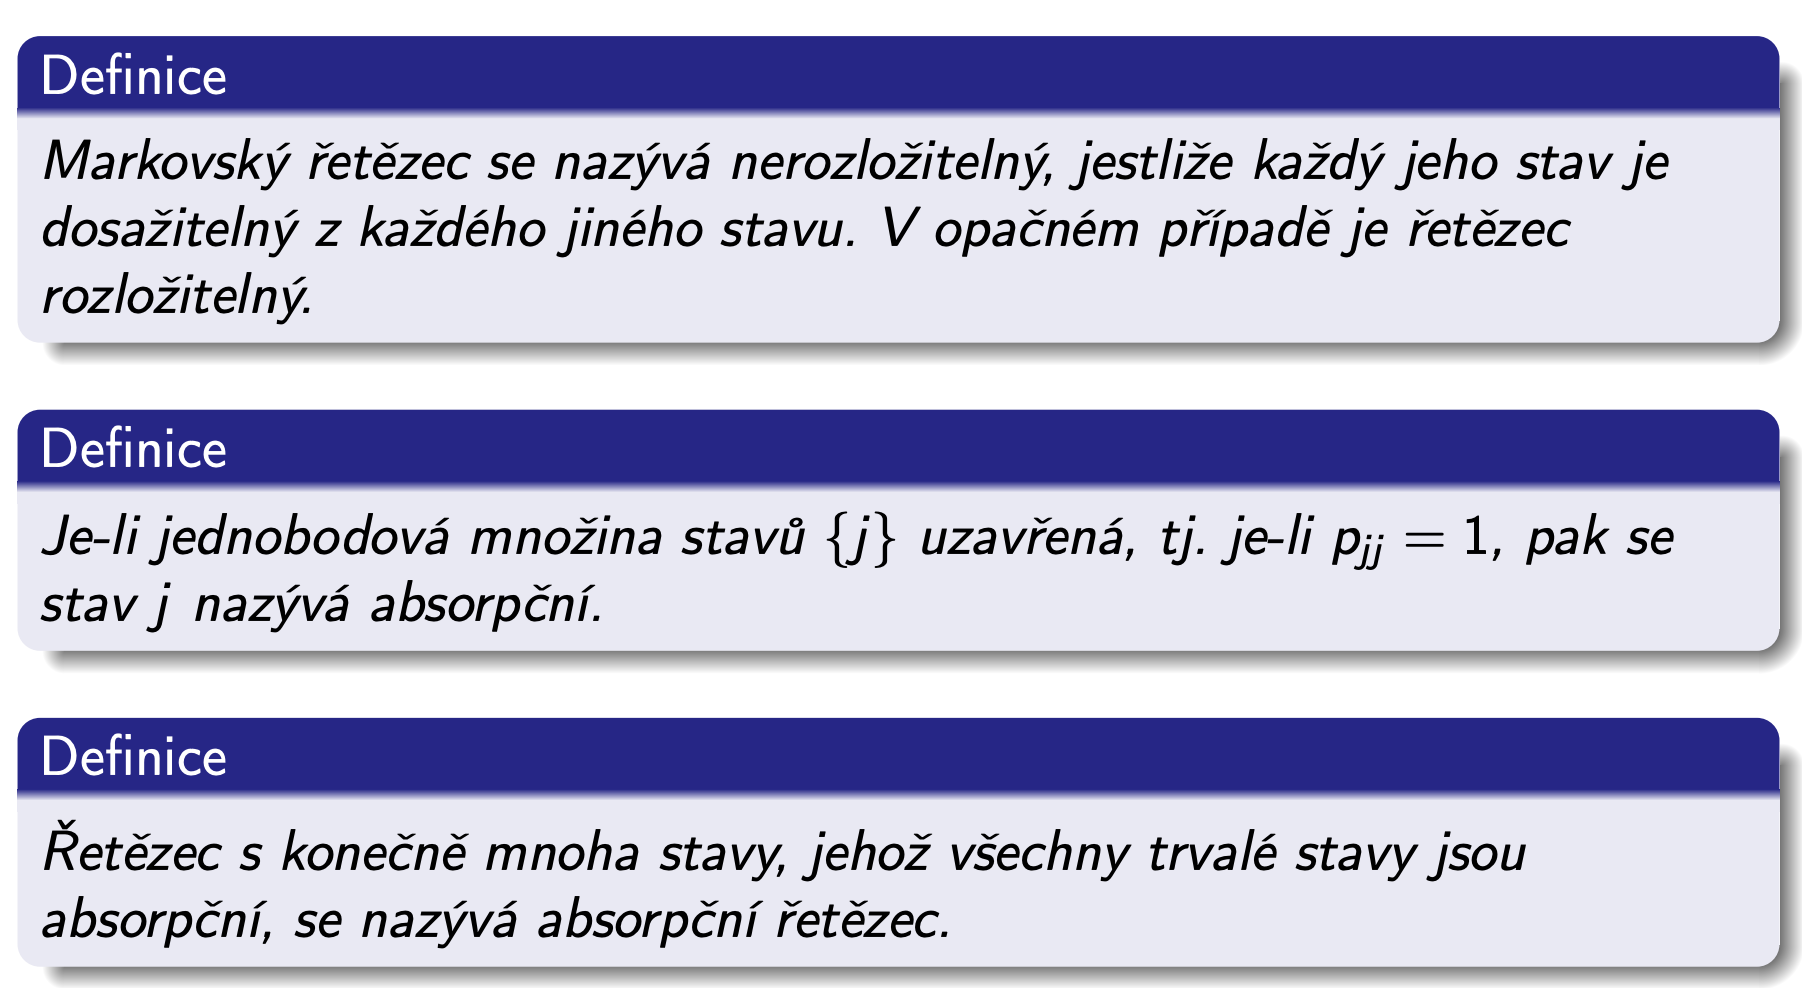 Definice
Markovský řetězec se nazývá nerozložitelný, jestliže každý jeho stav je
dosažitelný z každého jiného stavu. V opačném případě je řetězec
rozložitelný.
Definice
Je-li jednobodová množina stavů {j} uzavřená, tj. je-li p_{jj} = 1, pak se
stav j nazývá absorpční.
Definice
Řetězec s konečně mnoha stavy, jehož všechny trvalé stavy jsou
absorpční, se nazývá absorpční řetězec.